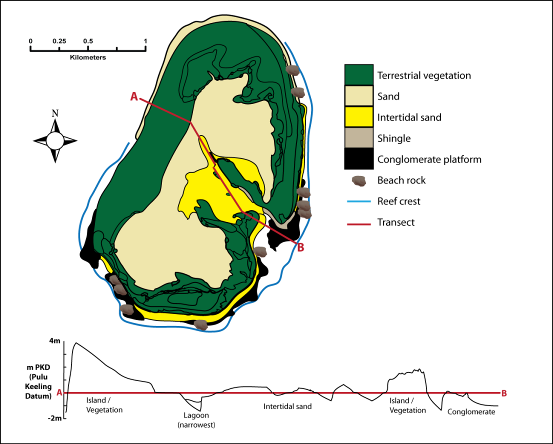 0 0.25 0.5 1
Kilometers
N
A
B
Terrestrial vegetation
Sand
Intertidal sand
Shingle
Conglomerate platform
Beach rock
Reef crest
Transect
4m
m PKD
(Pulu
Keeling
Datum)
-2m
A
B
Island /
Vegetation
Lagoon
(narrowest)
Intertidal sand
Island /
Vegetation
Conglomerate